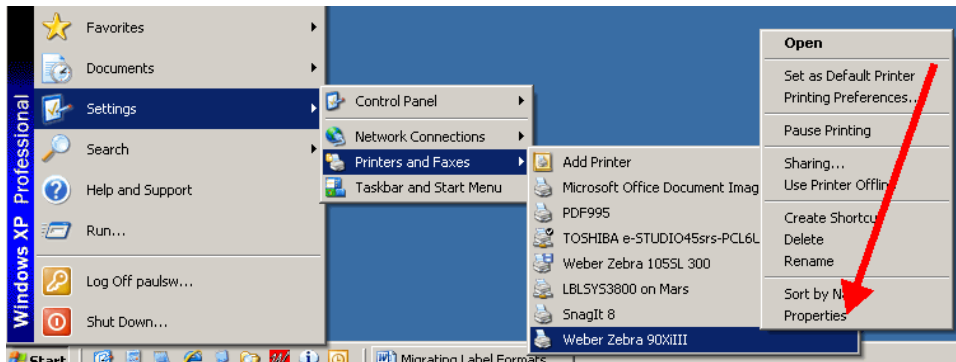 Windows XP Professional
Favorites
Documents
Settings
Search
Help and Support
Run...
Log Off paulsw...
Shut Down...
Control Panel
Network Connections
Printers and Faxes
Taskbar and Start Menu
Add Printer
Microsoft Office Document Imag
PDF995
TOSHIBA e-STUDIO45srs-PCL6L
Weber Zebra 105SL 300
LBLSYS3800 on Mars
SnagIt 8
Weber Zebra 90XiIII
Open
Set as Default Printer
Printing Preferences...
Pause Printing
Sharing...
Use Printer Offline
Create Shortcut
Delete
Rename
Sort by
Properties
Start
Migrating Label Formats